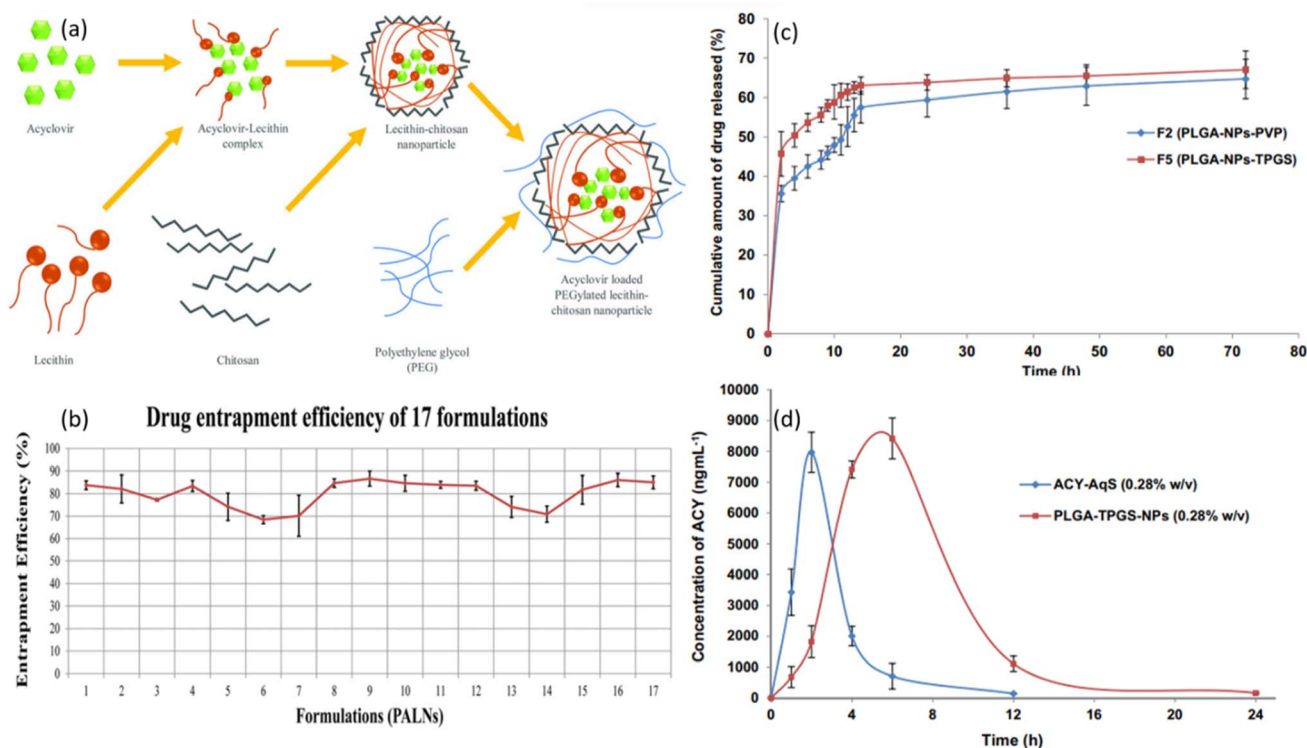 (a)
Acyclovir
Acyclovir-Lecithin
complex
Lecithin-chitosan
nanoparticle
Lecithin
Chitosan
Polyethylene glycol
(PEG)
Acyclovir loaded
PEGylated lecithin-
chitosan nanoparticle
(b)
Drug entrapment efficiency of 17 formulations
Entrapment Efficiency (%)
100
90
80
70
60
50
40
30
20
10
0
1 2 3 4 5 6 7 8 9 10 11 12 13 14 15 16 17
Formulations (PALNs)
(c)
Cumulative amount of drug released (%)
80
70
60
50
40
30
20
10
0
F2 (PLGA-NPs-PVP)
F5 (PLGA-NPs-TPGS)
0 10 20 30 40 50 60 70 80
Time (h)
(d)
Concentration of ACY (ngmL-1)
10000
9000
8000
7000
6000
5000
4000
3000
2000
1000
0
ACY-AqS (0.28% w/v)
PLGA-TPGS-NPs (0.28% w/v)
0 4 8 12 16 20 24
Time (h)